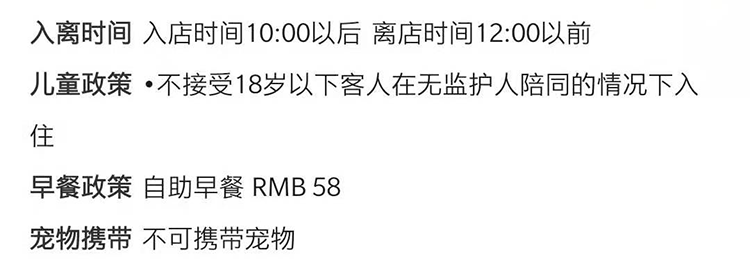 入离时间 入店时间10:00以后 离店时间12:00以前
儿童政策 •不接受18岁以下客人在无监护人陪同的情况下入
住
早餐政策 自助早餐 RMB 58
宠物携带 不可携带宠物